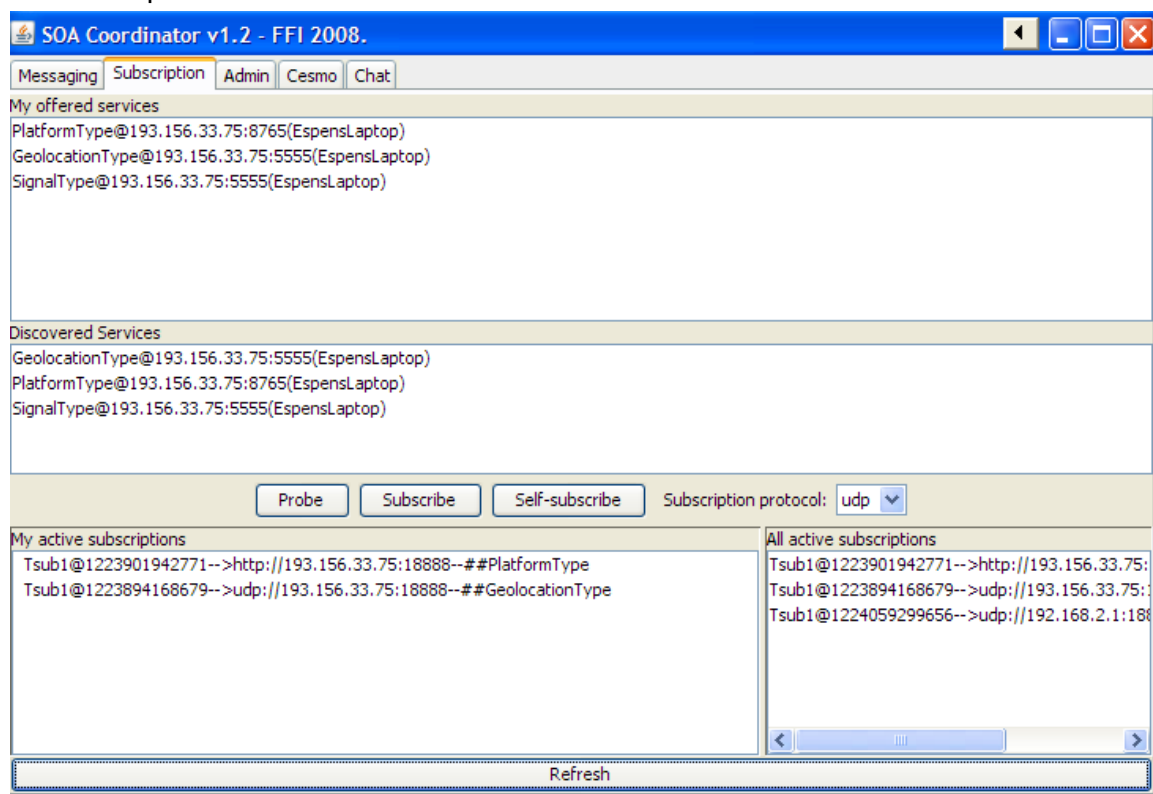 SOA Coordinator v1.2 - FFI 2008.
Messaging Subscription Admin Cesmo Chat
My offered services
PlatformType@193.156.33.75:8765(EspensLaptop)
GeolocationType@193.156.33.75:5555(EspensLaptop)
SignalType@193.156.33.75:5555(EspensLaptop)
Discovered Services
GeolocationType@193.156.33.75:5555(EspensLaptop)
PlatformType@193.156.33.75:8765(EspensLaptop)
SignalType@193.156.33.75:5555(EspensLaptop)
Probe Subscribe Self-subscribe Subscription protocol: udp
My active subscriptions
Tsub1@1223901942771-->http://193.156.33.75:18888--##PlatformType
Tsub1@1223894168679-->udp://193.156.33.75:18888--##GeolocationType
All active subscriptions
Tsub1@1223901942771-->http://193.156.33.75:
Tsub1@1223894168679-->udp://193.156.33.75:
Tsub1@1224059299656-->udp://192.168.2.1:188
Refresh